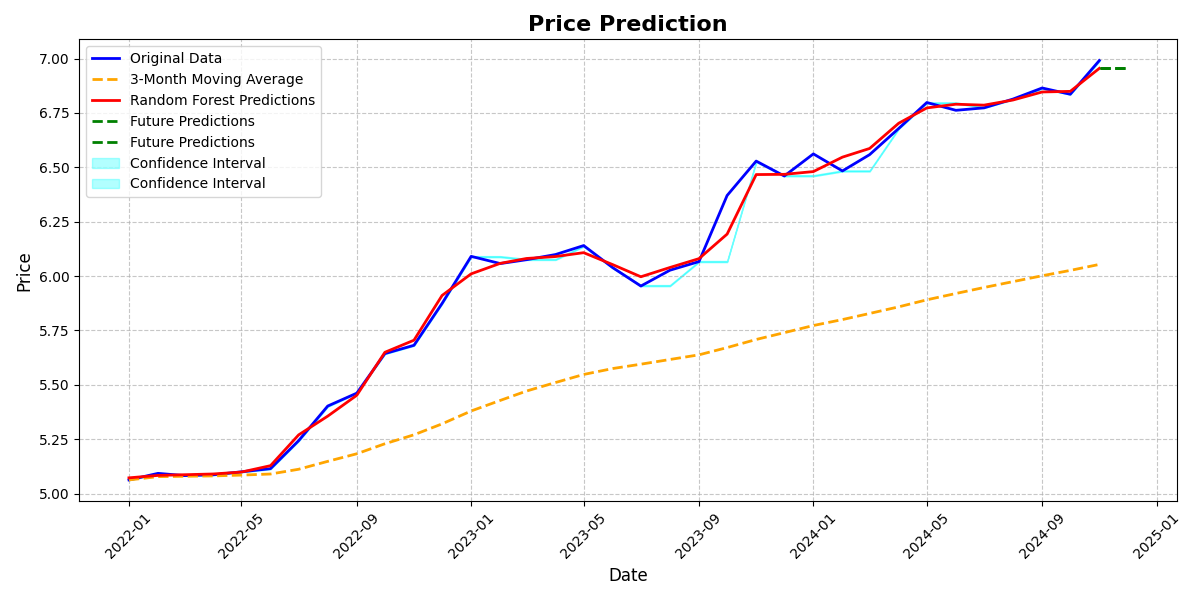 Price Prediction
Original Data
3-Month Moving Average
Random Forest Predictions
Future Predictions
Future Predictions
Confidence Interval
Confidence Interval
Price
7.00
6.75
6.50
6.25
6.00
5.75
5.50
5.25
5.00
2022-01
2022-05
2022-09
2023-01
2023-05
2023-09
2024-01
2024-05
2024-09
2025-01
Date